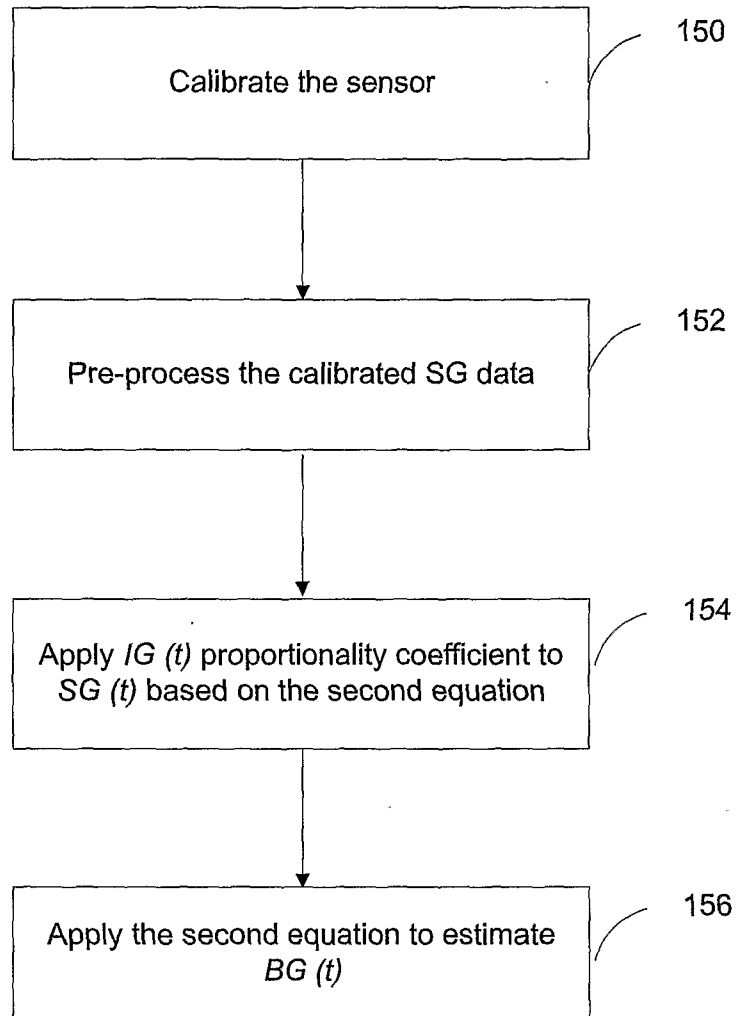 150
Calibrate the sensor
152
Pre-process the calibrated SG data
154
Apply IG (t) proportionality coefficient to
SG (t) based on the second equation
156
Apply the second equation to estimate
BG (t)